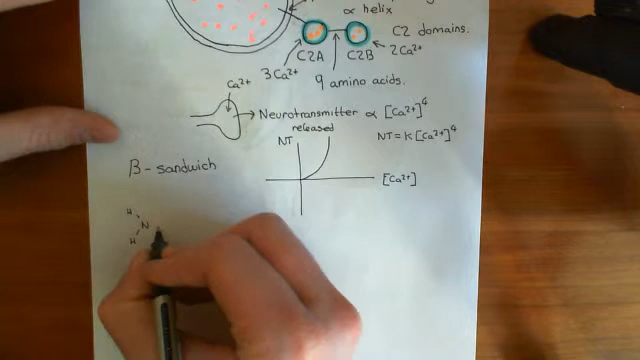 α helix
C2 domains.
C2A C2B 2Ca²⁺
3Ca²⁺
9 amino acids.
Ca²⁺
Neurotransmitter α [Ca²⁺]⁴
released
NT NT=K[Ca²⁺]⁴
β-sandwich
[Ca²⁺]
H
N
H